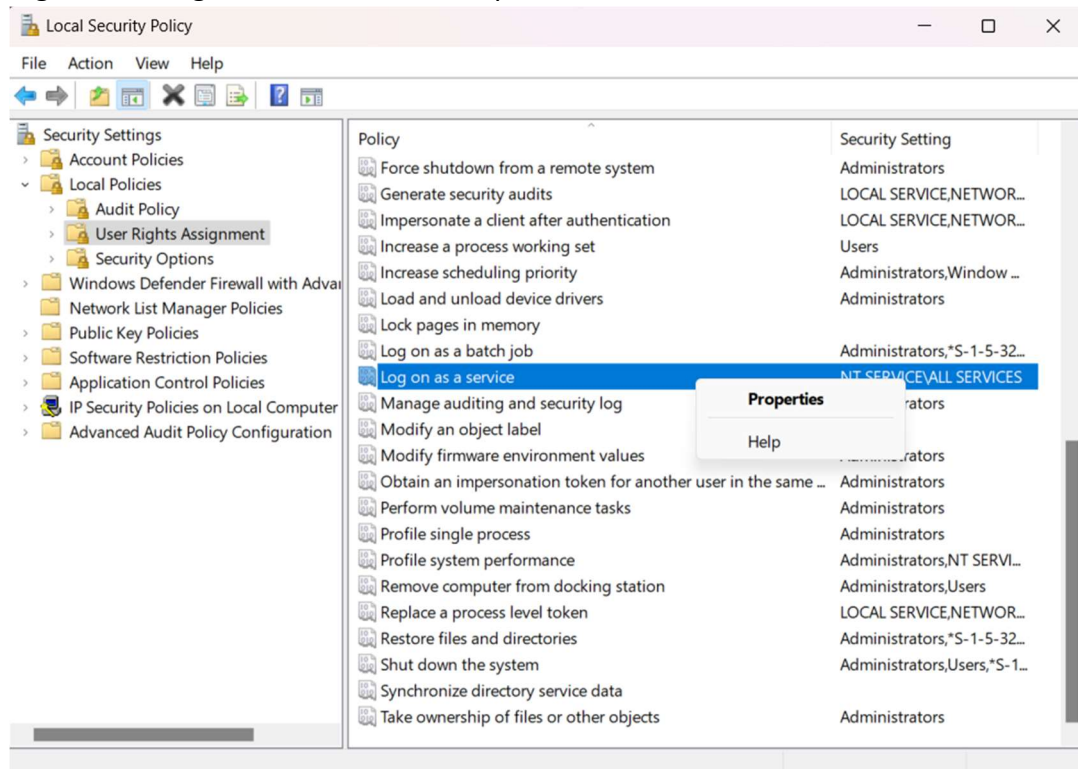 Local Security Policy
File Action View Help
Security Settings
Account Policies
Local Policies
Audit Policy
User Rights Assignment
Security Options
Windows Defender Firewall with Advar
Network List Manager Policies
Public Key Policies
Software Restriction Policies
Application Control Policies
IP Security Policies on Local Computer
Advanced Audit Policy Configuration
Policy Security Setting
Force shutdown from a remote system Administrators
Generate security audits LOCAL SERVICE,NETWOR...
Impersonate a client after authentication LOCAL SERVICE,NETWOR...
Increase a process working set Users
Increase scheduling priority Administrators,Window ...
Load and unload device drivers Administrators
Lock pages in memory
Log on as a batch job Administrators,*S-1-5-32...
Log on as a service NT SERVICE\ALL SERVICES
Manage auditing and security log
Modify an object label
Modify firmware environment values
Obtain an impersonation token for another user in the same ... Administrators
Perform volume maintenance tasks Administrators
Profile single process Administrators
Profile system performance Administrators,NT SERVI...
Remove computer from docking station Administrators,Users
Replace a process level token LOCAL SERVICE,NETWOR...
Restore files and directories Administrators,*S-1-5-32...
Shut down the system Administrators,Users,*S-1...
Synchronize directory service data
Take ownership of files or other objects Administrators
Properties
Help